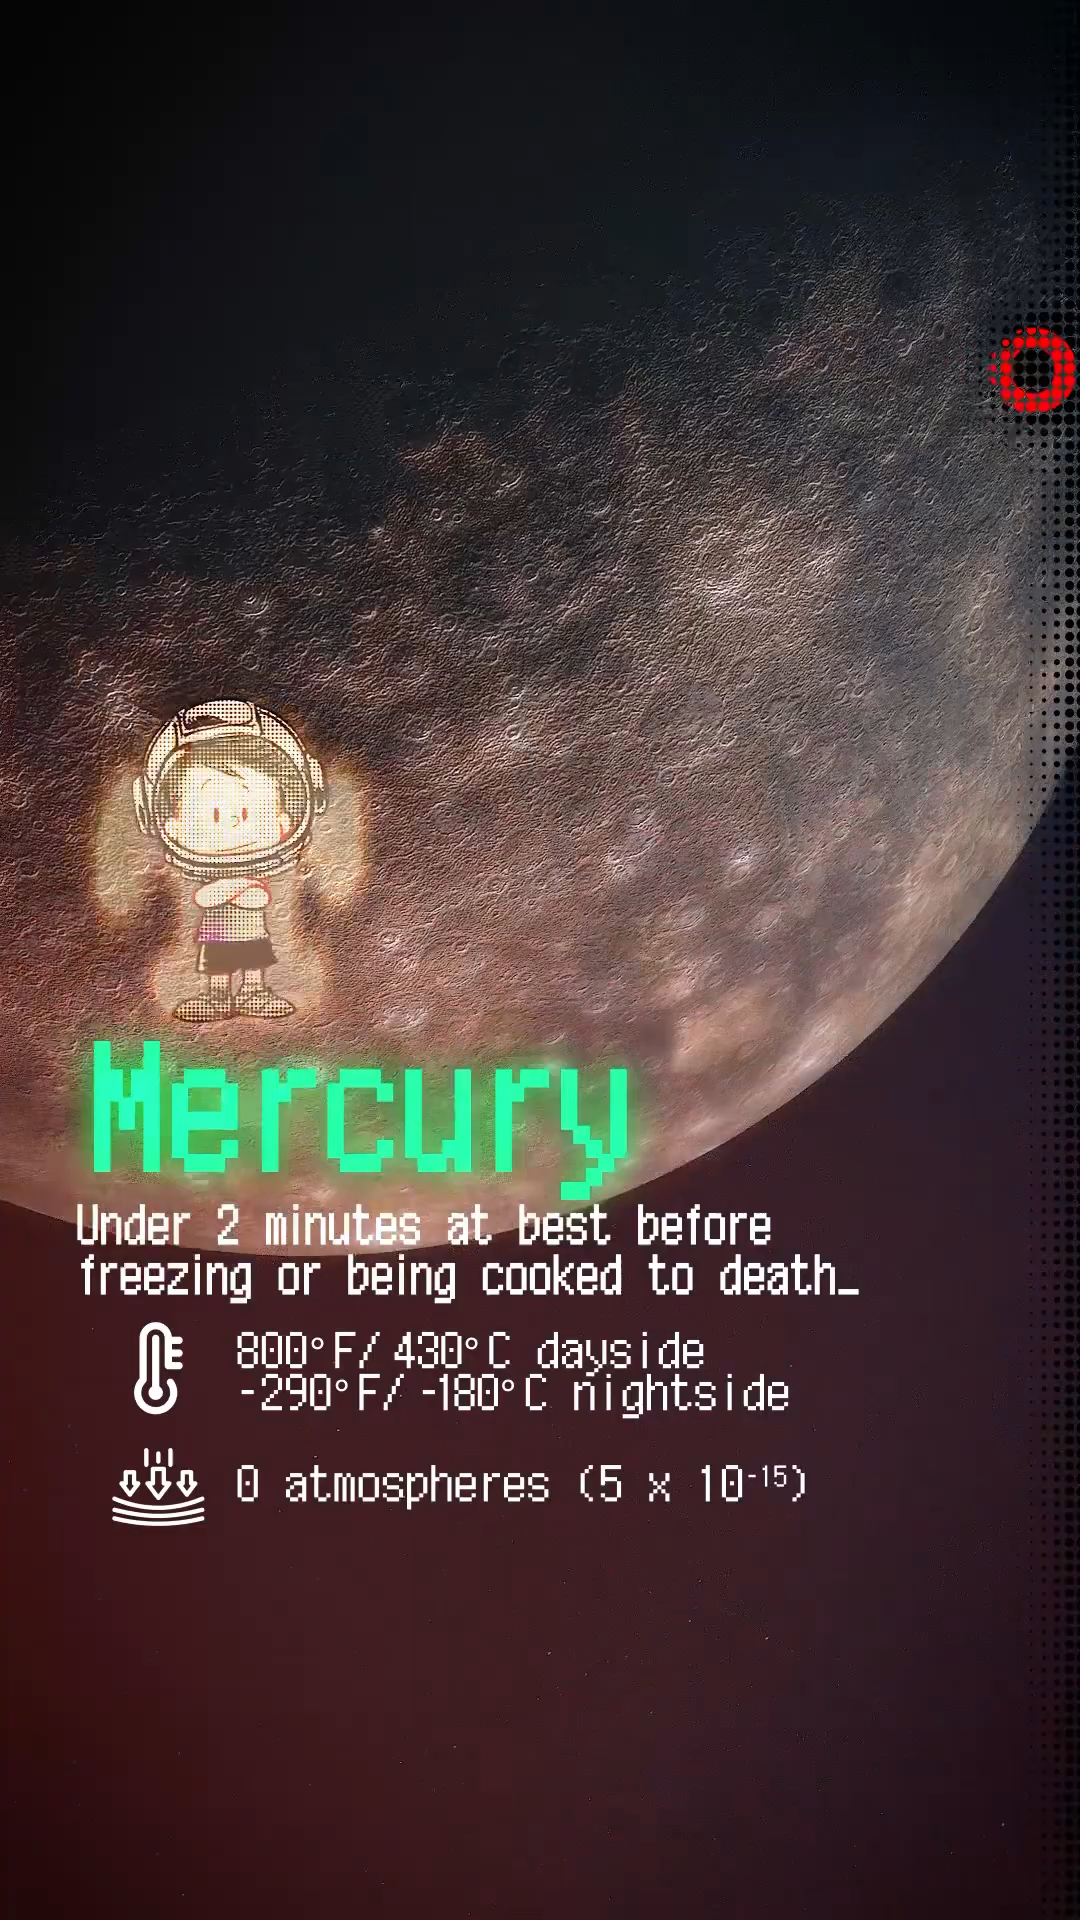 Mercury
Under 2 minutes at best before
freezing or being cooked to death_
800°F/ 430°C dayside
-290°F/ -180°C nightside
0 atmospheres (5 x 10⁻¹⁵)